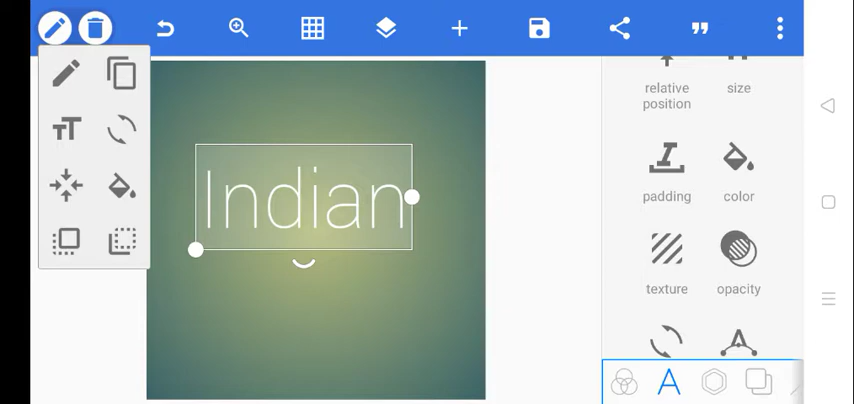 Indian
relative
position
size
padding
color
texture
opacity